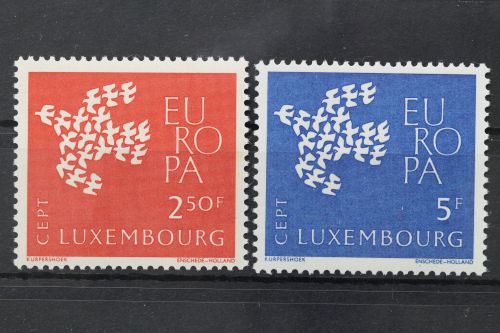 EU
RO
PA
2.50F
CEPT
LUXEMBOURG
KURPERSHOEK
ENSCHEDE-HOLLAND
EU
RO
PA
5F
CEPT
LUXEMBOURG
KURPERSHOEK
ENSCHEDE-HOLLAND